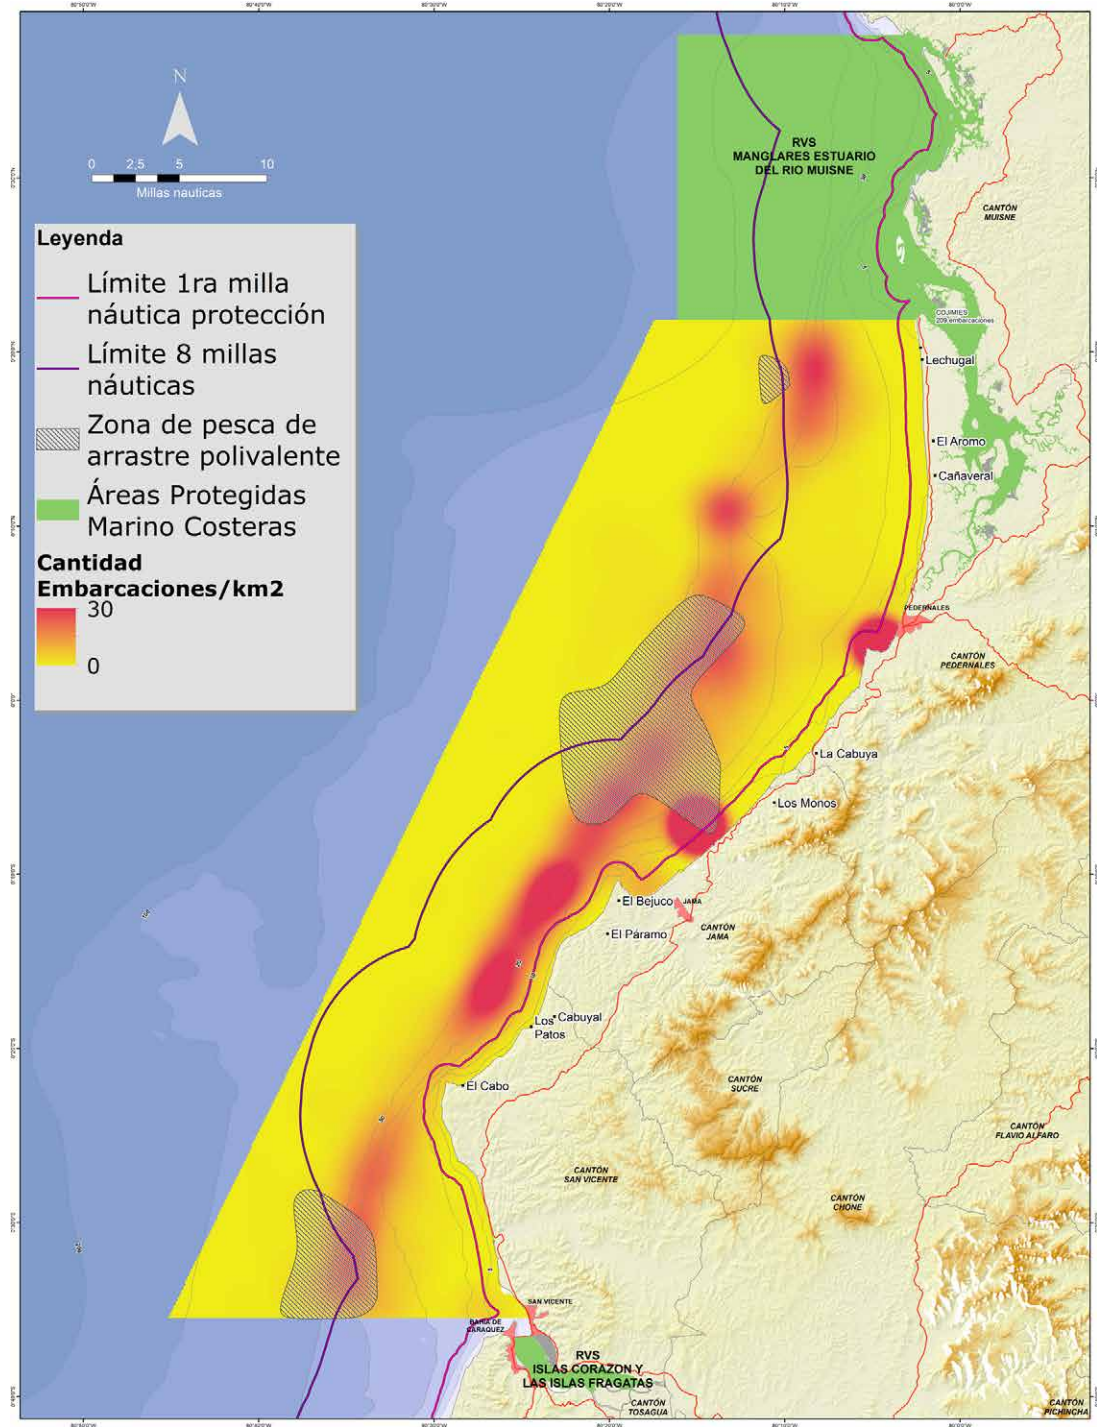 N
0 2,5 5 10
Millas nauticas
Leyenda
Límite 1ra milla
náutica protección
Límite 8 millas
náuticas
Zona de pesca de
arrastre polivalente
Áreas Protegidas
Marino Costeras
Cantidad
Embarcaciones/km2
30
0
RVS
MANGLARES ESTUARIO
DEL RIO MUISNE
CANTÓN
MUISNE
COJIMIES
209 embarcaciones
Lechugal
El Aromo
Cañaveral
PEDERNALES
CANTÓN
PEDERNALES
La Cabuya
Los Monos
El Bejuco
JAMA
El Páramo
CANTÓN
JAMA
Cabuyal
Los
Patos
El Cabo
CANTÓN
SUCRE
CANTÓN
FLAVIO ALFARO
CANTÓN
SAN VICENTE
CANTÓN
CHONE
SAN VICENTE
BAHIA DE
CARAQUEZ
RVS
ISLAS CORAZON Y
LAS ISLAS FRAGATAS
CANTÓN
TOSAGUA
CANTÓN
PICHINCHA